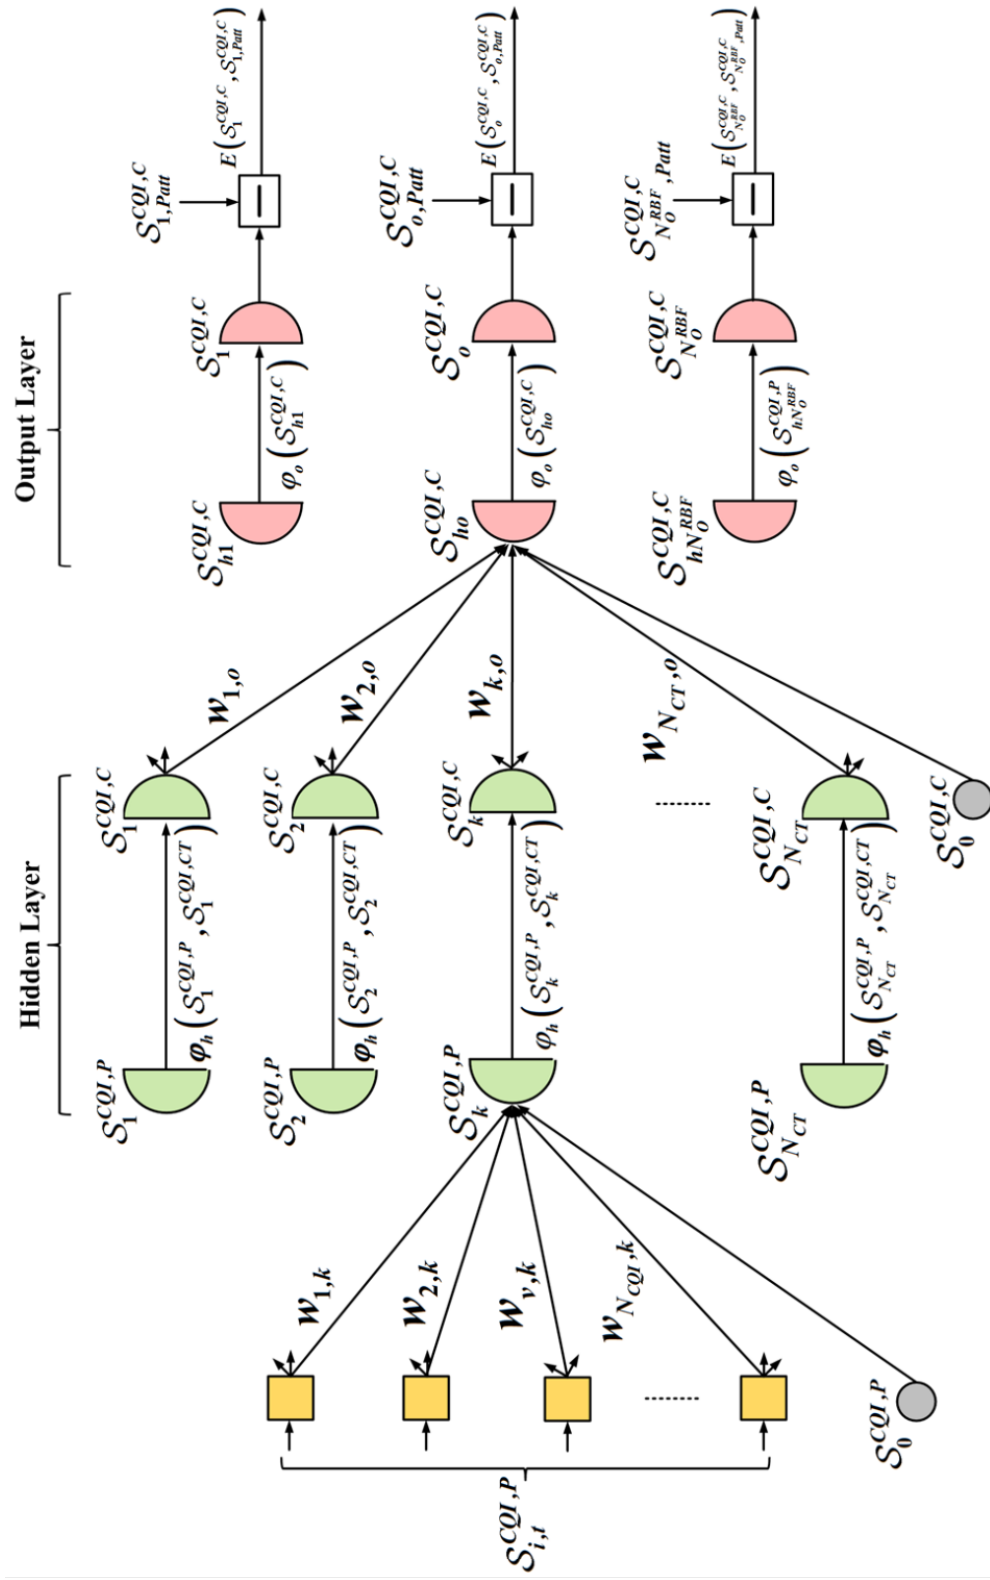 Hidden Layer
Output Layer
S_{i,t}^{CQI,P}
w_{1,k}
w_{2,k}
w_{v,k}
w_{N_{CQI},k}
S_0^{CQI,P}
S_1^{CQI,P}
φ_h(S_1^{CQI,P}, S_1^{CQI,CT})
S_1^{CQI,C}
S_2^{CQI,P}
φ_h(S_2^{CQI,P}, S_2^{CQI,CT})
S_2^{CQI,C}
S_k^{CQI,P}
φ_h(S_k^{CQI,P}, S_k^{CQI,CT})
S_k^{CQI,C}
S_{N_{CT}}^{CQI,P}
φ_h(S_{N_{CT}}^{CQI,P}, S_{N_{CT}}^{CQI,CT})
S_{N_{CT}}^{CQI,C}
S_0^{CQI,C}
w_{1,o}
w_{2,o}
w_{k,o}
w_{N_{CT},o}
S_{h1}^{CQI,C}
φ_o(S_{h1}^{CQI,C})
S_1^{CQI,C}
S_{1,Patt}^{CQI,C}
E(S_1^{CQI,C}, S_{1,Patt}^{CQI,C})
S_{ho}^{CQI,C}
φ_o(S_{ho}^{CQI,C})
S_o^{CQI,C}
S_{o,Patt}^{CQI,C}
E(S_o^{CQI,C}, S_{o,Patt}^{CQI,C})
S_{hN_O^{RBF}}^{CQI,C}
φ_o(S_{hN_O^{RBF}}^{CQI,P})
S_{N_O^{RBF}}^{CQI,C}
S_{N_O^{RBF},Patt}^{CQI,C}
E(S_{N_O^{RBF}}^{CQI,C}, S_{N_O^{RBF},Patt}^{CQI,C})